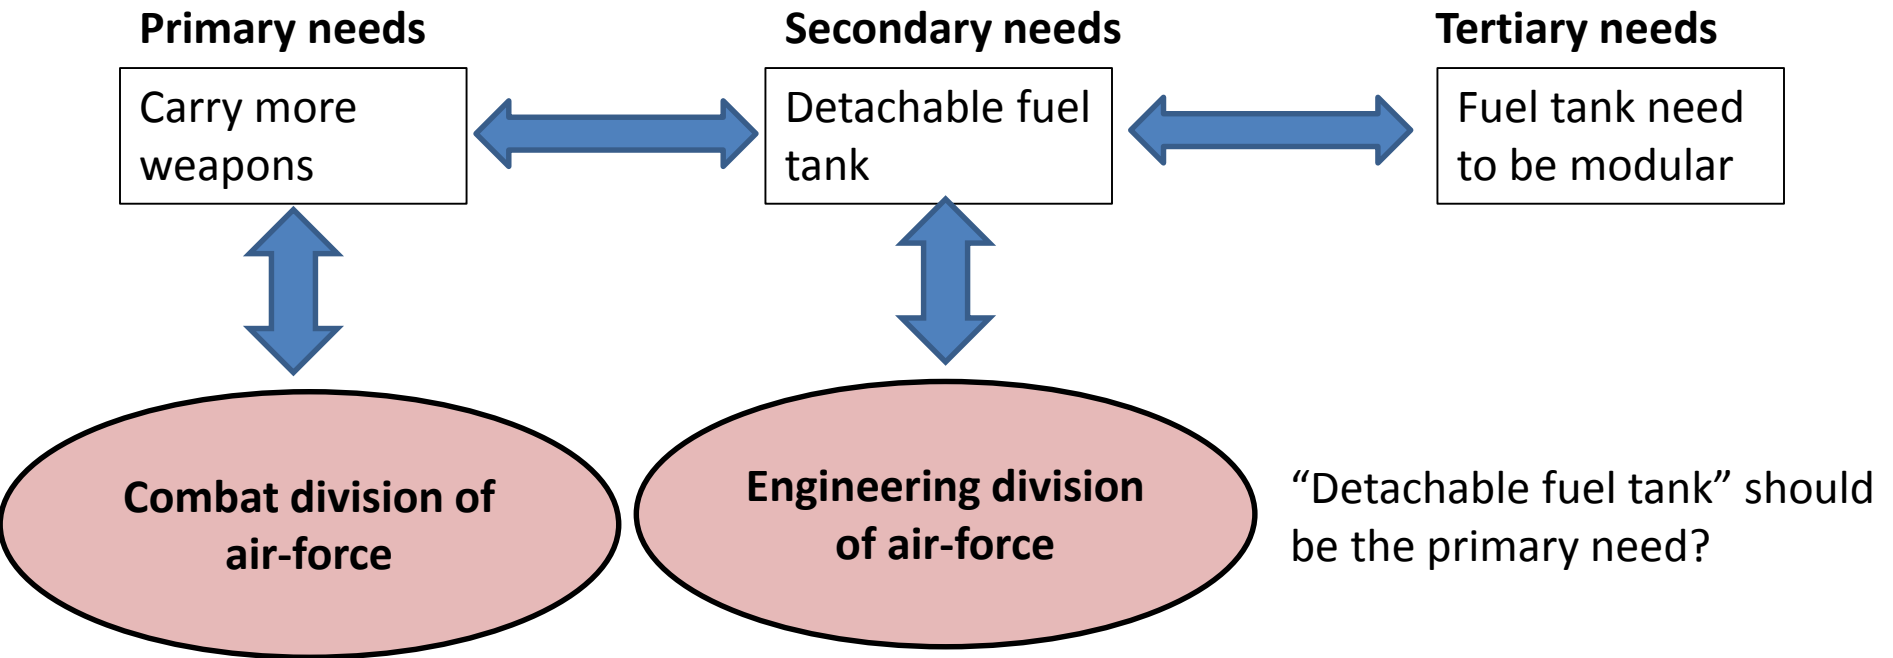 Primary needs
Secondary needs
Tertiary needs
Carry more
weapons
Detachable fuel
tank
Fuel tank need
to be modular
Combat division of
air-force
Engineering division
of air-force
“Detachable fuel tank” should
be the primary need?